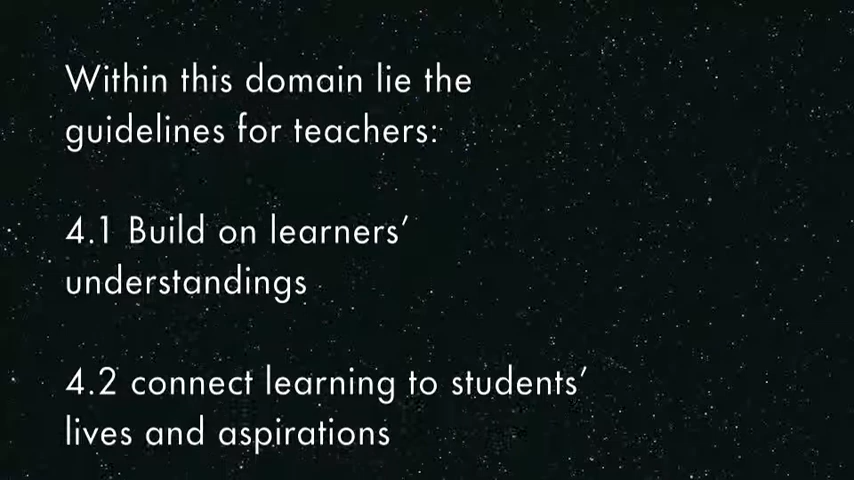 Within this domain lie the
guidelines for teachers:
4.1 Build on learners’
understandings
4.2 connect learning to students’
lives and aspirations